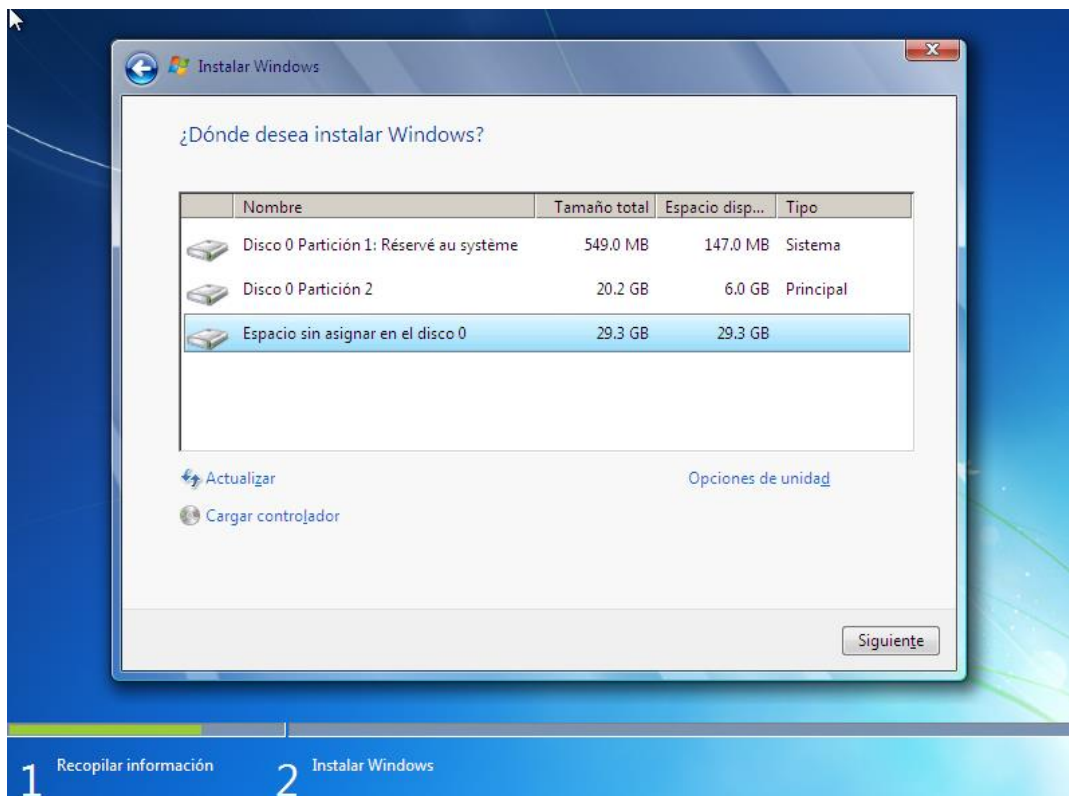 Instalar Windows
¿Dónde desea instalar Windows?
Nombre Tamaño total Espacio disp... Tipo
Disco 0 Partición 1: Réservé au système 549.0 MB 147.0 MB Sistema
Disco 0 Partición 2 20.2 GB 6.0 GB Principal
Espacio sin asignar en el disco 0 29.3 GB 29.3 GB
Actualizar Opciones de unidad
Cargar controlador
Siguiente
1 Recopilar información 2 Instalar Windows